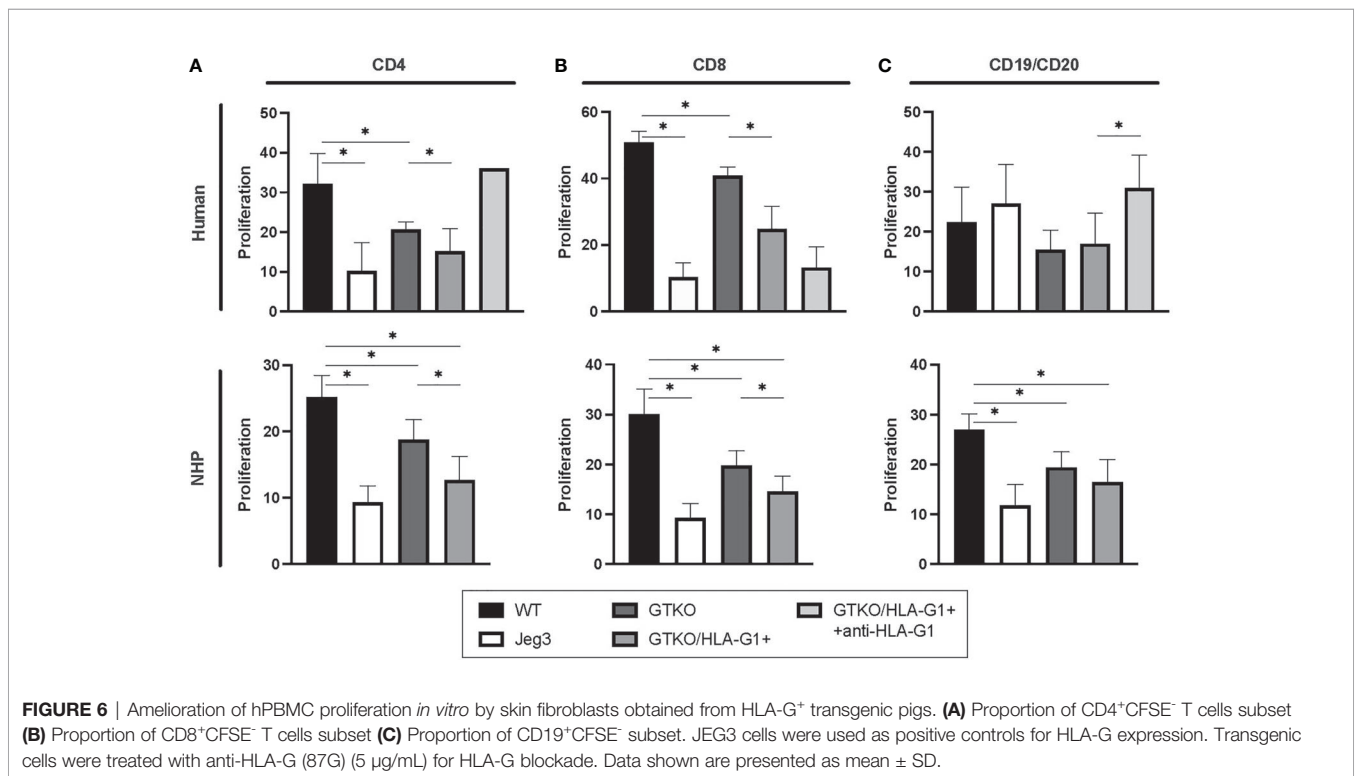 A CD4
B CD8
C CD19/CD20
Human
Proliferation
50
40
30
20
10
0
* * *
Proliferation
60
40
20
0
* * *
Proliferation
50
40
30
20
10
0
*
NHP
Proliferation
30
20
10
0
* * * *
Proliferation
40
30
20
10
0
* * * *
Proliferation
40
30
20
10
0
* * *
WT
Jeg3
GTKO
GTKO/HLA-G1+
GTKO/HLA-G1+
+anti-HLA-G1
FIGURE 6 | Amelioration of hPBMC proliferation in vitro by skin fibroblasts obtained from HLA-G⁺ transgenic pigs. (A) Proportion of CD4⁺CFSE⁻ T cells subset
(B) Proportion of CD8⁺CFSE⁻ T cells subset (C) Proportion of CD19⁺CFSE⁻ subset. JEG3 cells were used as positive controls for HLA-G expression. Transgenic
cells were treated with anti-HLA-G (87G) (5 µg/mL) for HLA-G blockade. Data shown are presented as mean ± SD.